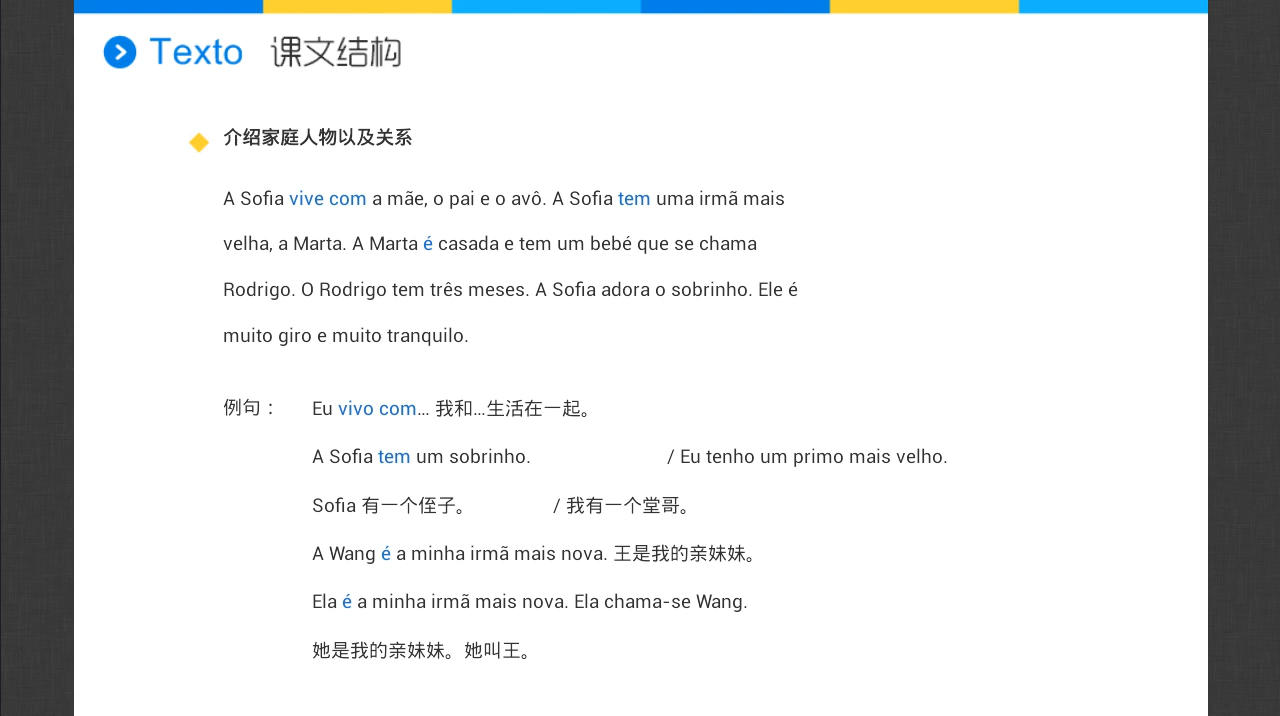 Texto 课文结构
介绍家庭人物以及关系
A Sofia vive com a mãe, o pai e o avô. A Sofia tem uma irmã mais
velha, a Marta. A Marta é casada e tem um bebé que se chama
Rodrigo. O Rodrigo tem três meses. A Sofia adora o sobrinho. Ele é
muito giro e muito tranquilo.
例句： Eu vivo com... 我和...生活在一起。
A Sofia tem um sobrinho. / Eu tenho um primo mais velho.
Sofia 有一个侄子。 / 我有一个堂哥。
A Wang é a minha irmã mais nova. 王是我的亲妹妹。
Ela é a minha irmã mais nova. Ela chama-se Wang.
她是我的亲妹妹。她叫王。